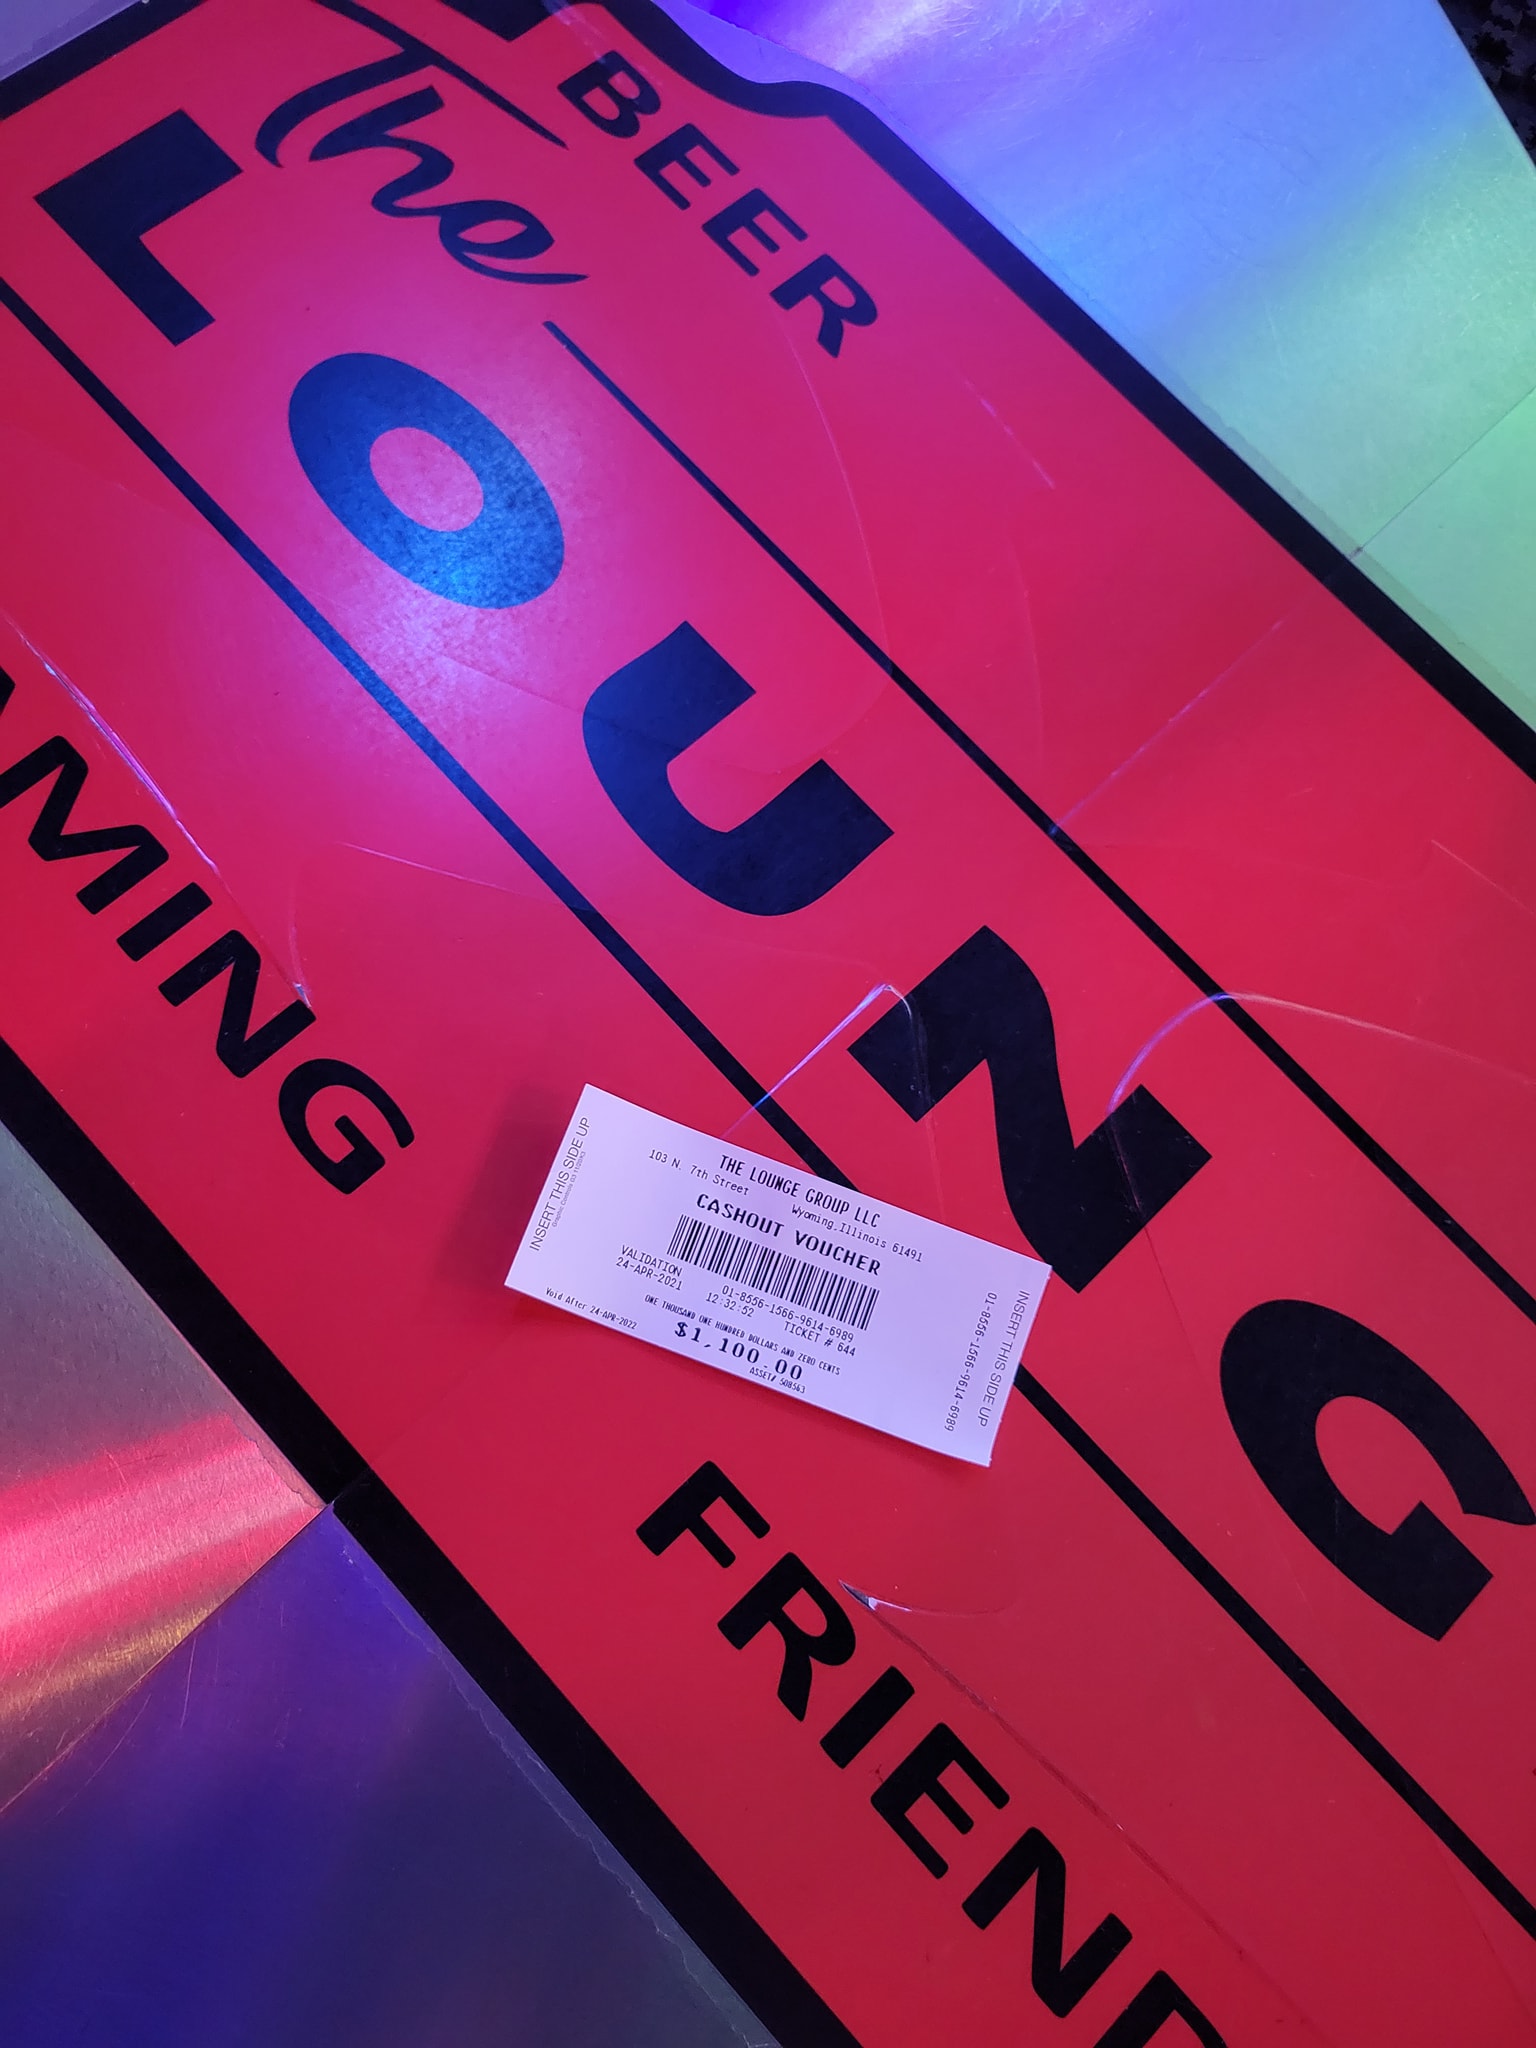 BEER
The
LOUNG
MING
FRIEN
INSERT THIS SIDE UP
THE LOUNGE GROUP LLC
103 N. 7th Street Wyoming, Illinois 61491
CASHOUT VOUCHER
VALIDATION 01-8556-1566-9614-6989
24-APR-2021 12:32:52 TICKET # 644
ONE THOUSAND ONE HUNDRED DOLLARS AND ZERO CENTS
Void After 24-APR-2022 $1,100.00
ASSET# 508563
INSERT THIS SIDE UP
01-8556-1566-9614-6989